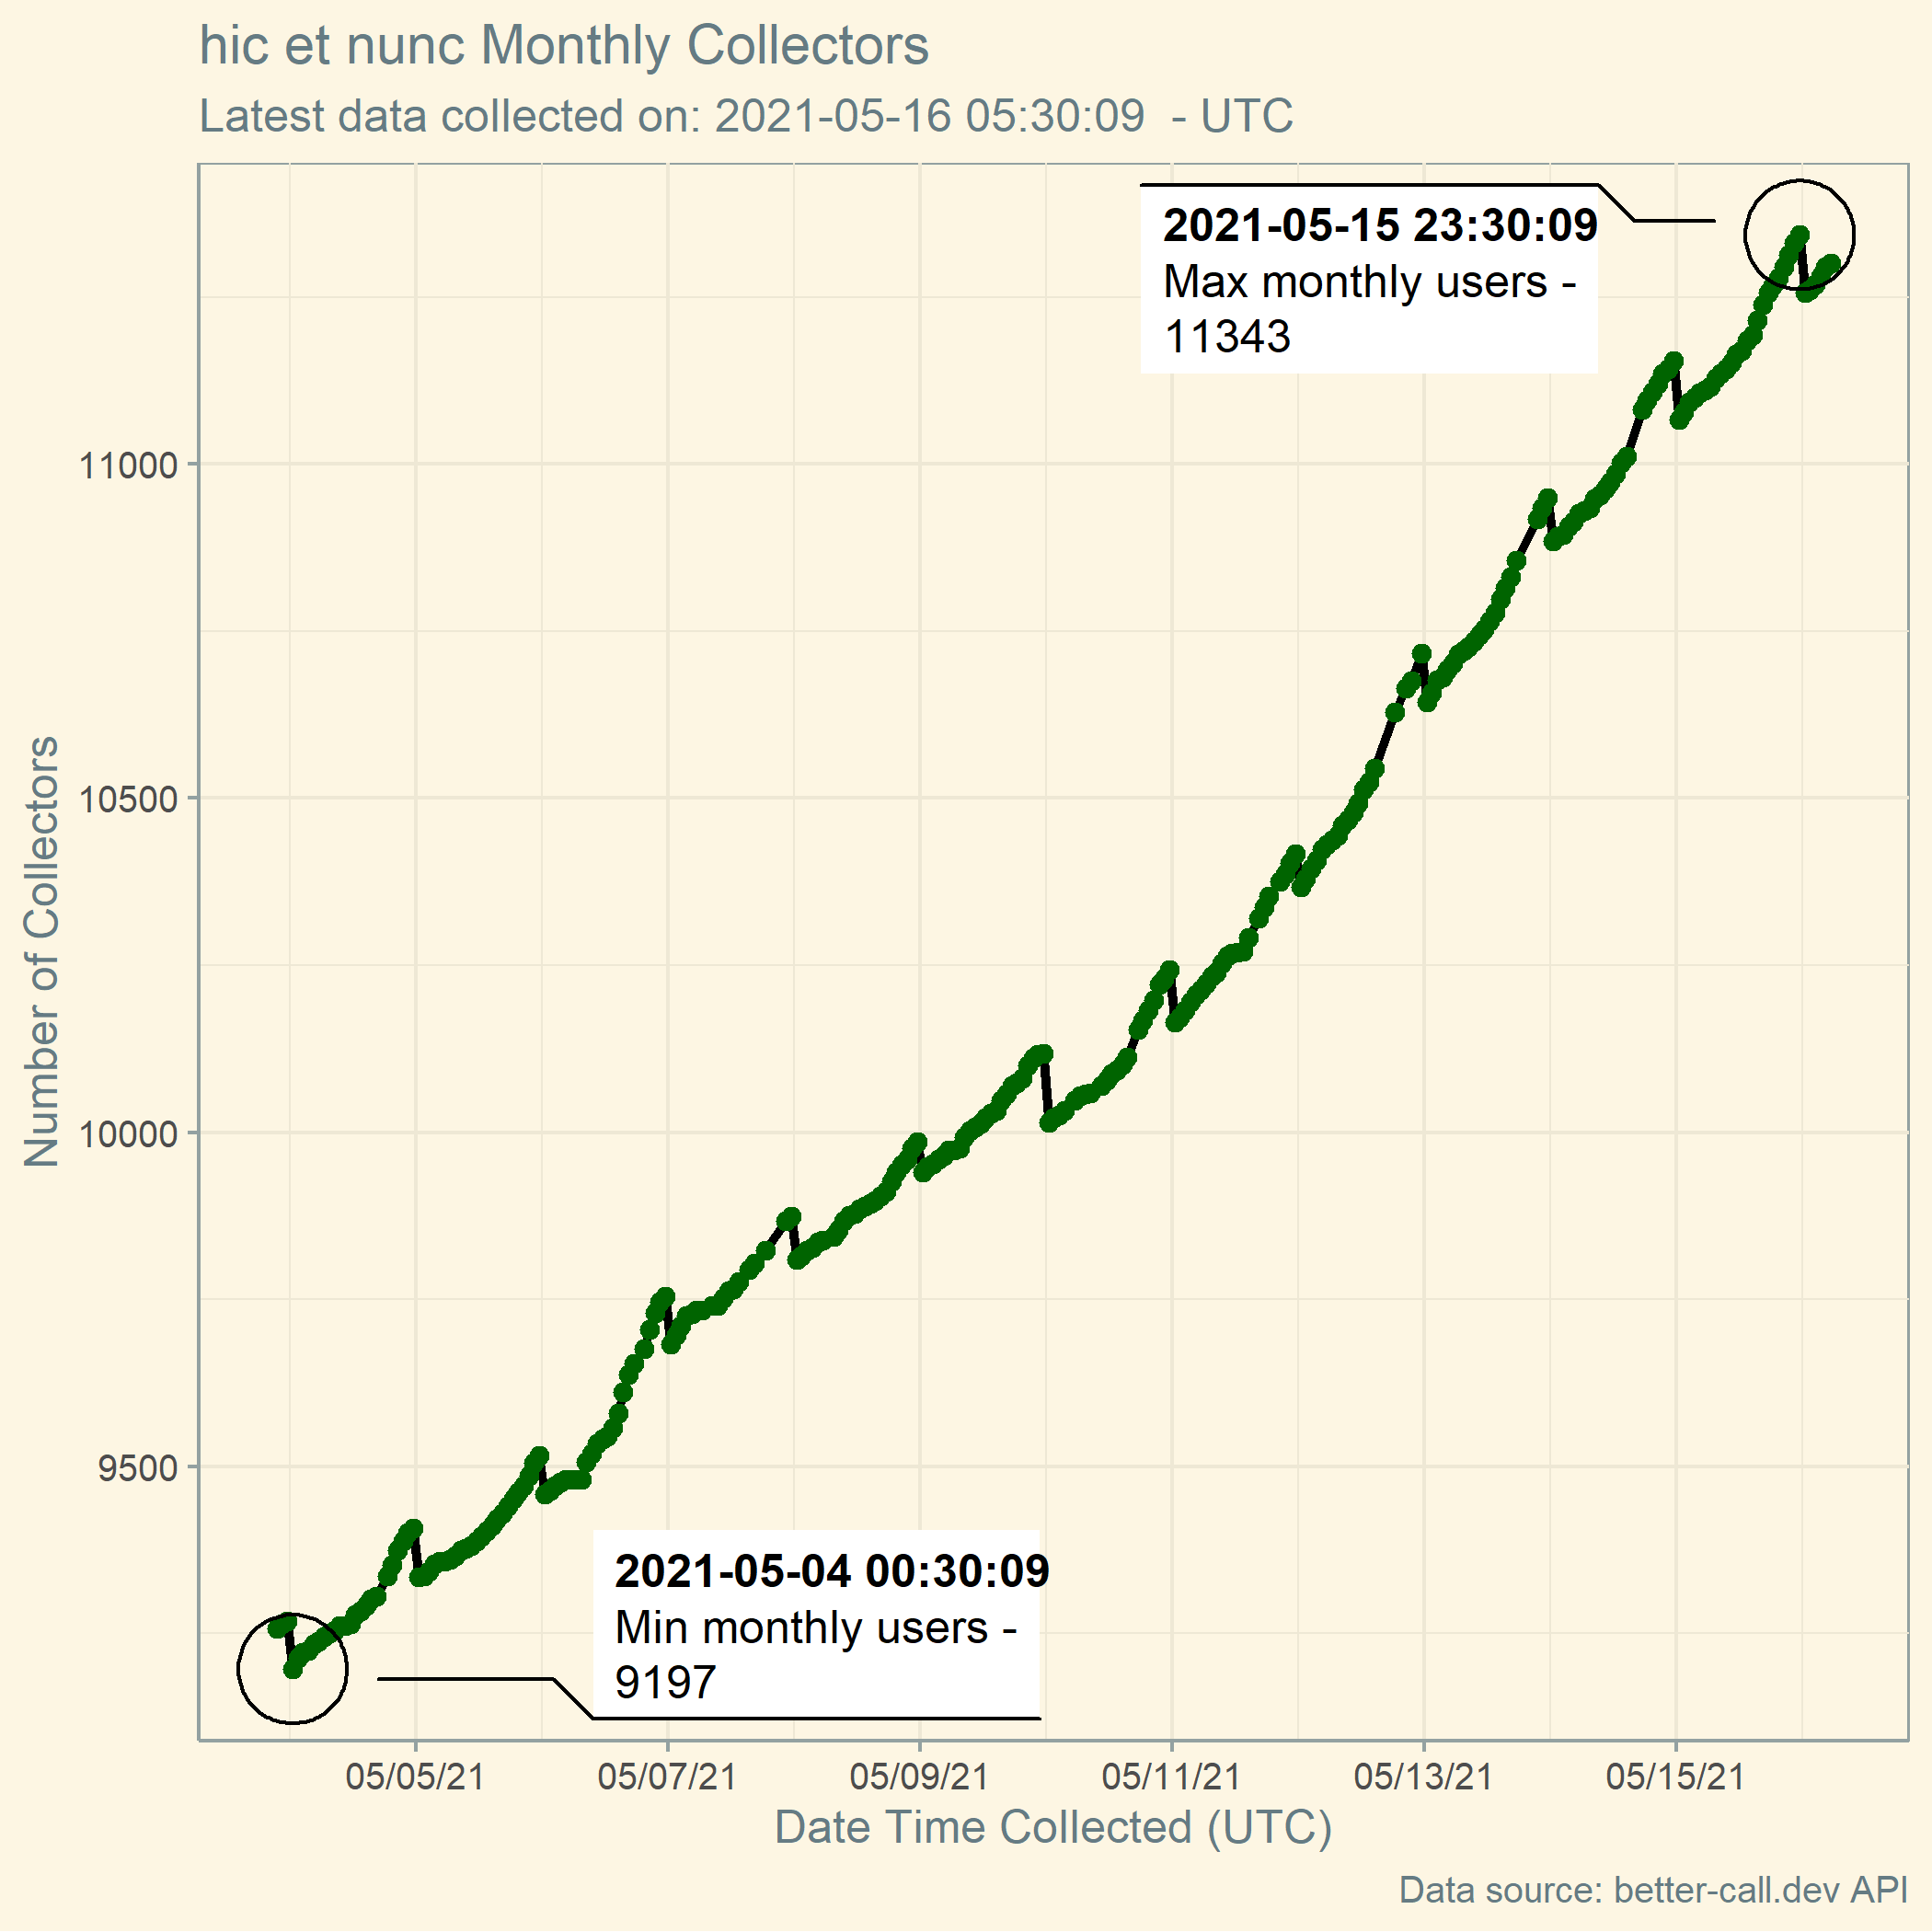 hic et nunc Monthly Collectors
Latest data collected on: 2021-05-16 05:30:09  - UTC
2021-05-15 23:30:09
Max monthly users -
11343
11000
10500
10000
9500
Number of Collectors
2021-05-04 00:30:09
Min monthly users -
9197
05/05/21 05/07/21 05/09/21 05/11/21 05/13/21 05/15/21
Date Time Collected (UTC)
Data source: better-call.dev API